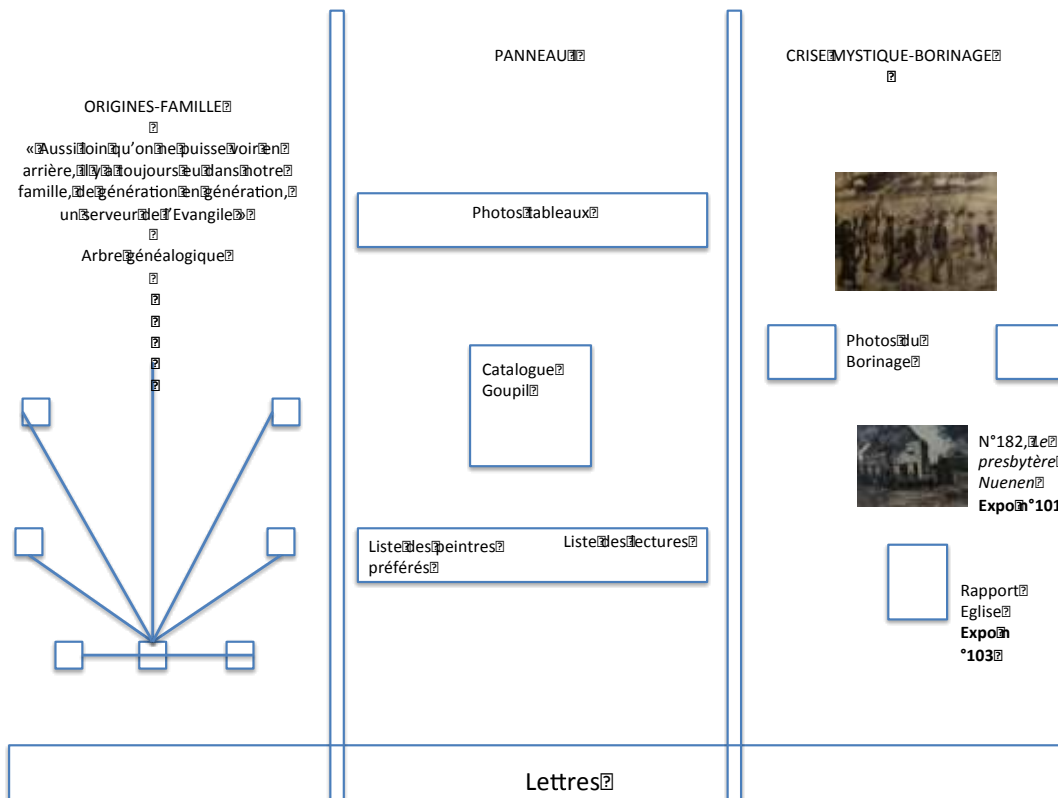 ORIGINES-FAMILLE
« Aussi loin qu’on ne puisse voir en
arrière, il y a toujours eu dans notre
famille, de génération en génération,
un serveur de l’Evangile »
Arbre généalogique
PANNEAU
Photos tableaux
Catalogue
Goupil
Liste des peintres
préférés
Liste des lectures
CRISE MYSTIQUE-BORINAGE
Photos du
Borinage
N°182, Le
presbytère
Nuenen
Expo n°101
Rapport
Eglise
Expo n
°103
Lettres